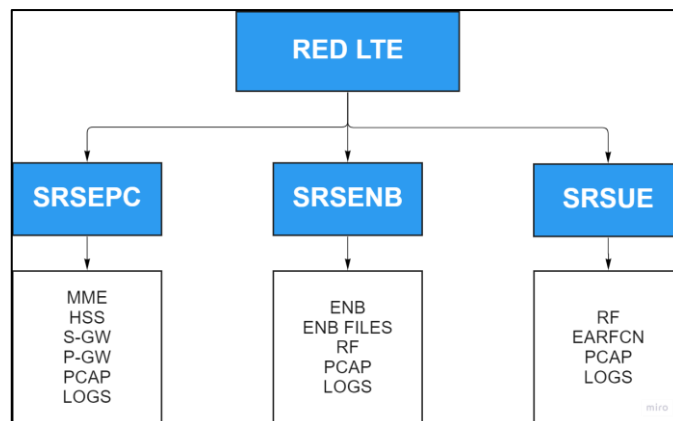 RED LTE
SRSEPC
SRSENB
SRSUE
MME
HSS
S-GW
P-GW
PCAP
LOGS
ENB
ENB FILES
RF
PCAP
LOGS
RF
EARFCN
PCAP
LOGS
miro